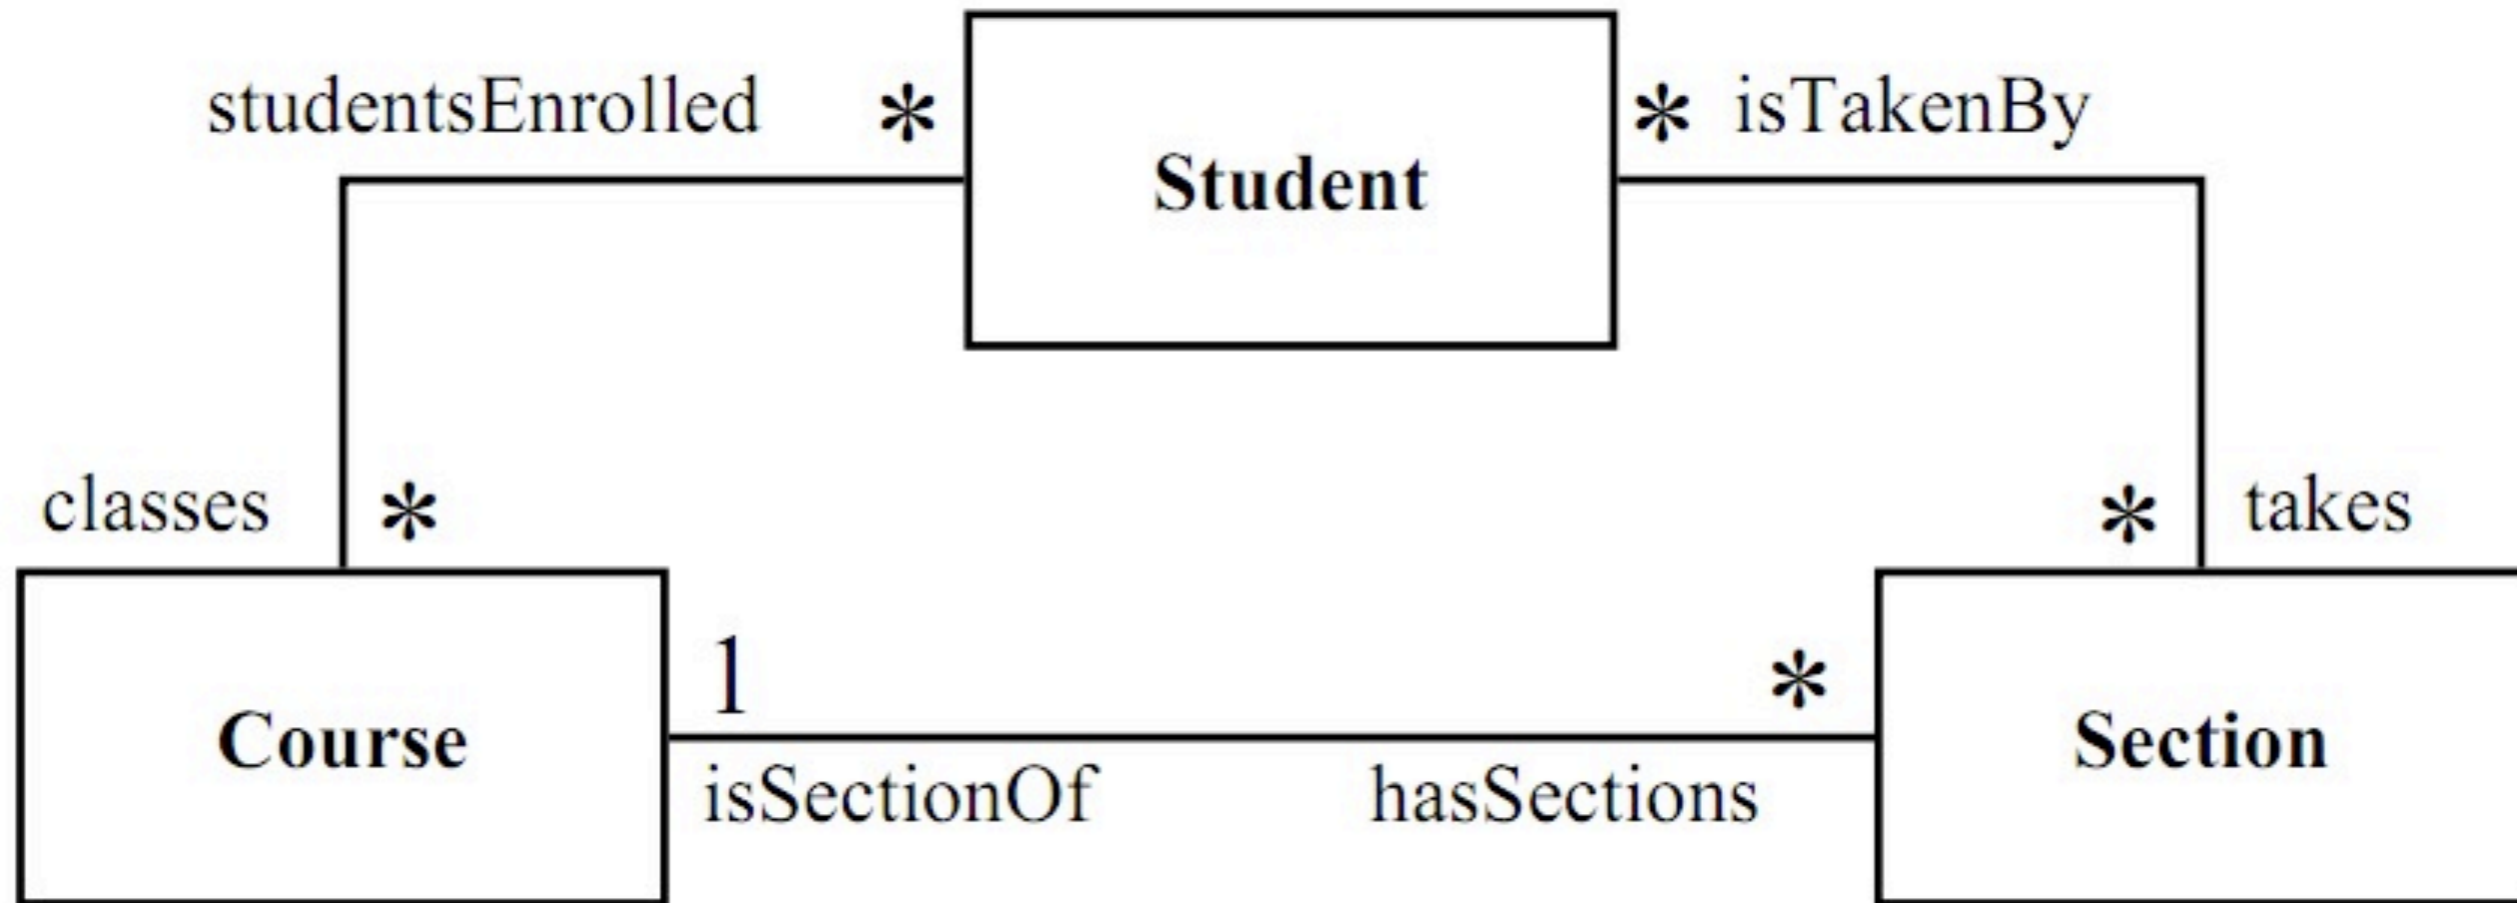 studentsEnrolled * * isTakenBy
Student
classes * * takes
1 *
Course Section
isSectionOf hasSections